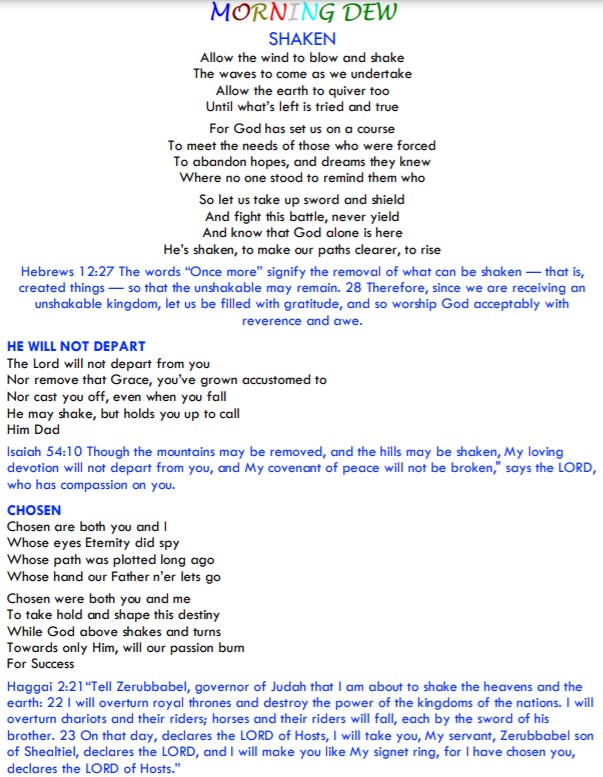 MORNING DEW
SHAKEN
Allow the wind to blow and shake
The waves to come as we undertake
Allow the earth to quiver too
Until what's left is tried and true
For God has set us on a course
To meet the needs of those who were forced
To abandon hopes, and dreams they knew
Where no one stood to remind them who
So let us take up sword and shield
And fight this battle, never yield
And know that God alone is here
He's shaken, to make our paths clearer, to rise
Hebrews 12:27 The words “Once more” signify the removal of what can be shaken — that is,
created things — so that the unshakable may remain. 28 Therefore, since we are receiving an
unshakable kingdom, let us be filled with gratitude, and so worship God acceptably with
reverence and awe.
HE WILL NOT DEPART
The Lord will not depart from you
Nor remove that Grace, you've grown accustomed to
Nor cast you off, even when you fall
He may shake, but holds you up to call
Him Dad
Isaiah 54:10 Though the mountains may be removed, and the hills may be shaken, My loving
devotion will not depart from you, and My covenant of peace will not be broken," says the LORD,
who has compassion on you.
CHOSEN
Chosen are both you and I
Whose eyes Eternity did spy
Whose path was plotted long ago
Whose hand our Father n'er lets go
Chosen were both you and me
To take hold and shape this destiny
While God above shakes and turns
Towards only Him, will our passion burn
For Success
Haggai 2:21“Tell Zerubbabel, governor of Judah that I am about to shake the heavens and the
earth: 22 I will overturn royal thrones and destroy the power of the kingdoms of the nations. I will
overturn chariots and their riders; horses and their riders will fall, each by the sword of his
brother. 23 On that day, declares the LORD of Hosts, I will take you, My servant, Zerubbabel son
of Shealtiel, declares the LORD, and I will make you like My signet ring, for I have chosen you,
declares the LORD of Hosts.”